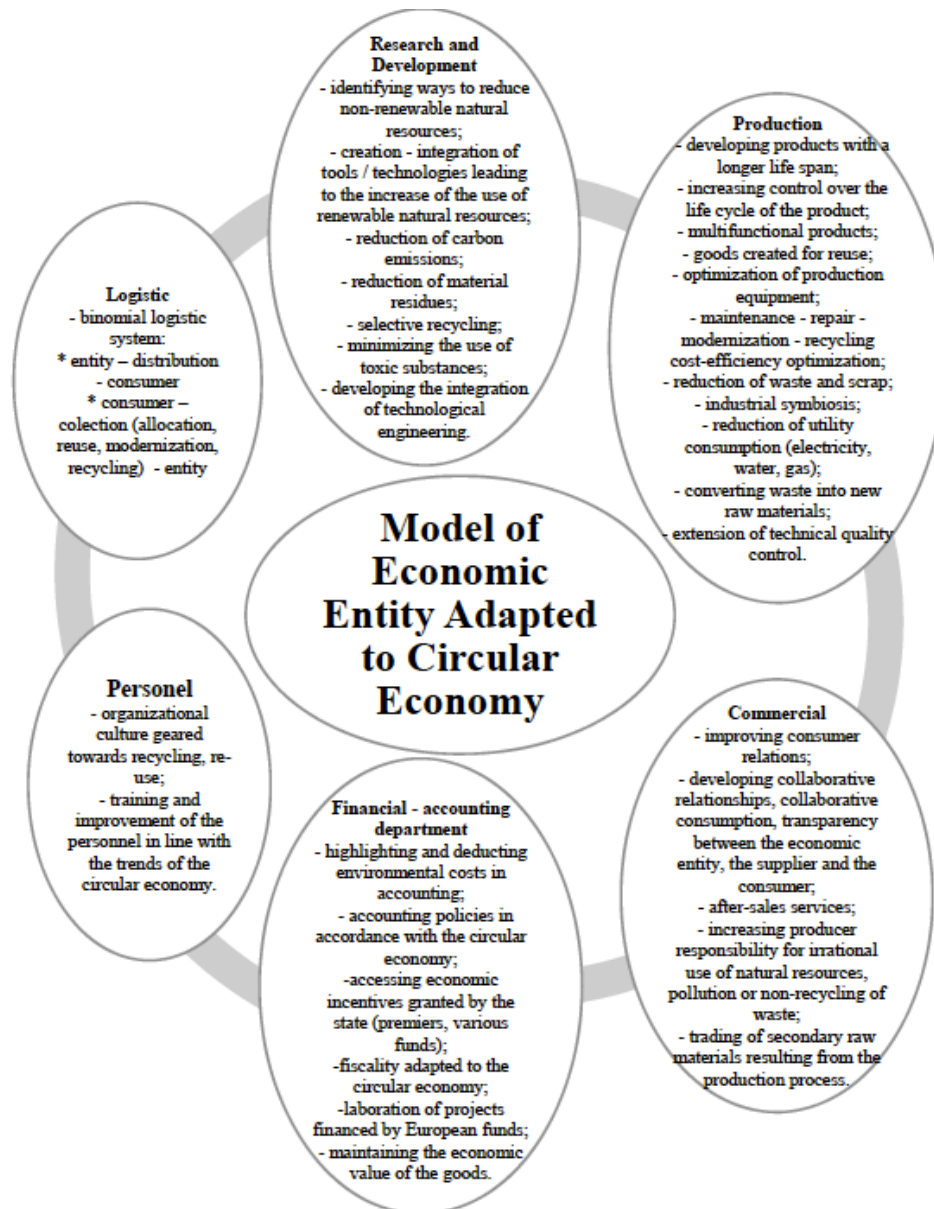 Research and
Development
- identifying ways to reduce
non-renewable natural
resources;
- creation - integration of
tools / technologies leading
to the increase of the use of
renewable natural resources;
- reduction of carbon
emissions;
- reduction of material
residues;
- selective recycling;
- minimizing the use of
toxic substances;
- developing the integration
of technological
engineering.
Production
- developing products with a
longer life span;
- increasing control over the
life cycle of the product;
- multifunctional products;
- goods created for reuse;
- optimization of production
equipment;
- maintenance - repair -
modernization - recycling
cost-efficiency optimization;
- reduction of waste and scrap;
- industrial symbiosis;
- reduction of utility
consumption (electricity,
water, gas);
- converting waste into new
raw materials;
- extension of technical quality
control.
Commercial
- improving consumer
relations;
- developing collaborative
relationships, collaborative
consumption, transparency
between the economic
entity, the supplier and the
consumer;
- after-sales services;
- increasing producer
responsibility for irrational
use of natural resources,
pollution or non-recycling of
waste;
- trading of secondary raw
materials resulting from the
production process.
Financial - accounting
department
- highlighting and deducting
environmental costs in
accounting;
- accounting policies in
accordance with the circular
economy;
-accessing economic
incentives granted by the
state (premiers, various
funds);
-fiscality adapted to the
circular economy;
-laboration of projects
financed by European funds;
- maintaining the economic
value of the goods.
Personel
- organizational
culture geared
towards recycling, re-
use;
- training and
improvement of the
personnel in line with
the trends of the
circular economy.
Logistic
- binomial logistic
system:
* entity – distribution
- consumer
* consumer –
colection (allocation,
reuse, modernization,
recycling) - entity
Model of
Economic
Entity Adapted
to Circular
Economy